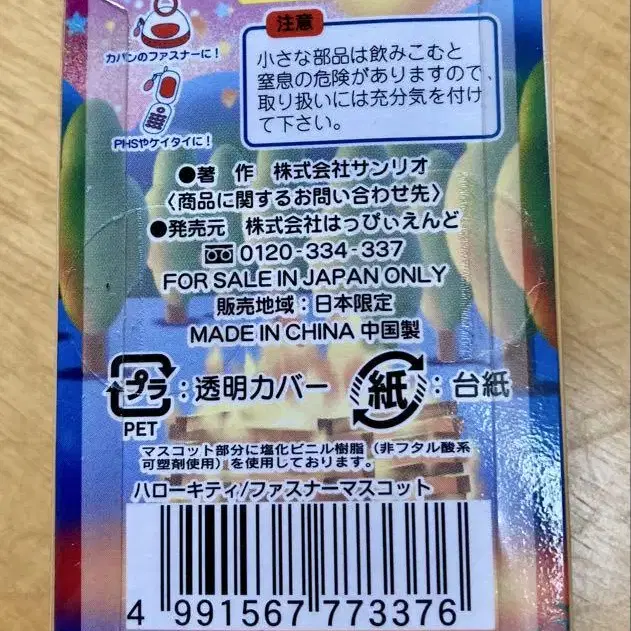 カバンのファスナーに！
PHSやケイタイに！
注意
小さな部品は飲みこむと
窒息の危険がありますので、
取り扱いには充分気を付け
て下さい。
●著 作 株式会社サンリオ
〈商品に関するお問い合わせ先〉
●発売元 株式会社はっぴぃえんど
0120-334-337
FOR SALE IN JAPAN ONLY
販売地域：日本限定
MADE IN CHINA 中国製
プラ：透明カバー 紙：台紙
PET
マスコット部分に塩化ビニル樹脂（非フタル酸系
可塑剤使用）を使用しております。
ハローキティ/ファスナーマスコット
4 991567 773376